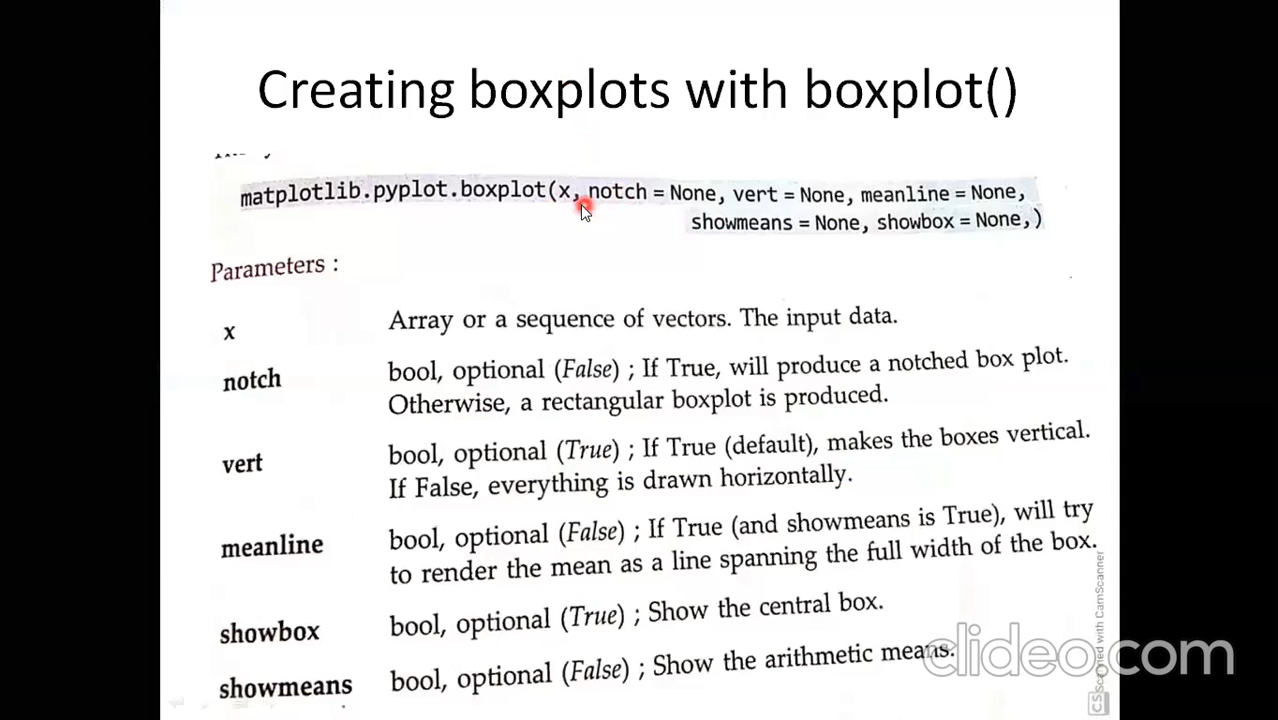 Creating boxplots with boxplot()
matplotlib.pyplot.boxplot(x, notch = None, vert = None, meanline = None,
showmeans = None, showbox = None,)
Parameters :
x Array or a sequence of vectors. The input data.
notch bool, optional (False) ; If True, will produce a notched box plot.
Otherwise, a rectangular boxplot is produced.
vert bool, optional (True) ; If True (default), makes the boxes vertical.
If False, everything is drawn horizontally.
meanline bool, optional (False) ; If True (and showmeans is True), will try
to render the mean as a line spanning the full width of the box.
showbox bool, optional (True) ; Show the central box.
showmeans bool, optional (False) ; Show the arithmetic means.
clideo.com
CS Scanned with CamScanner